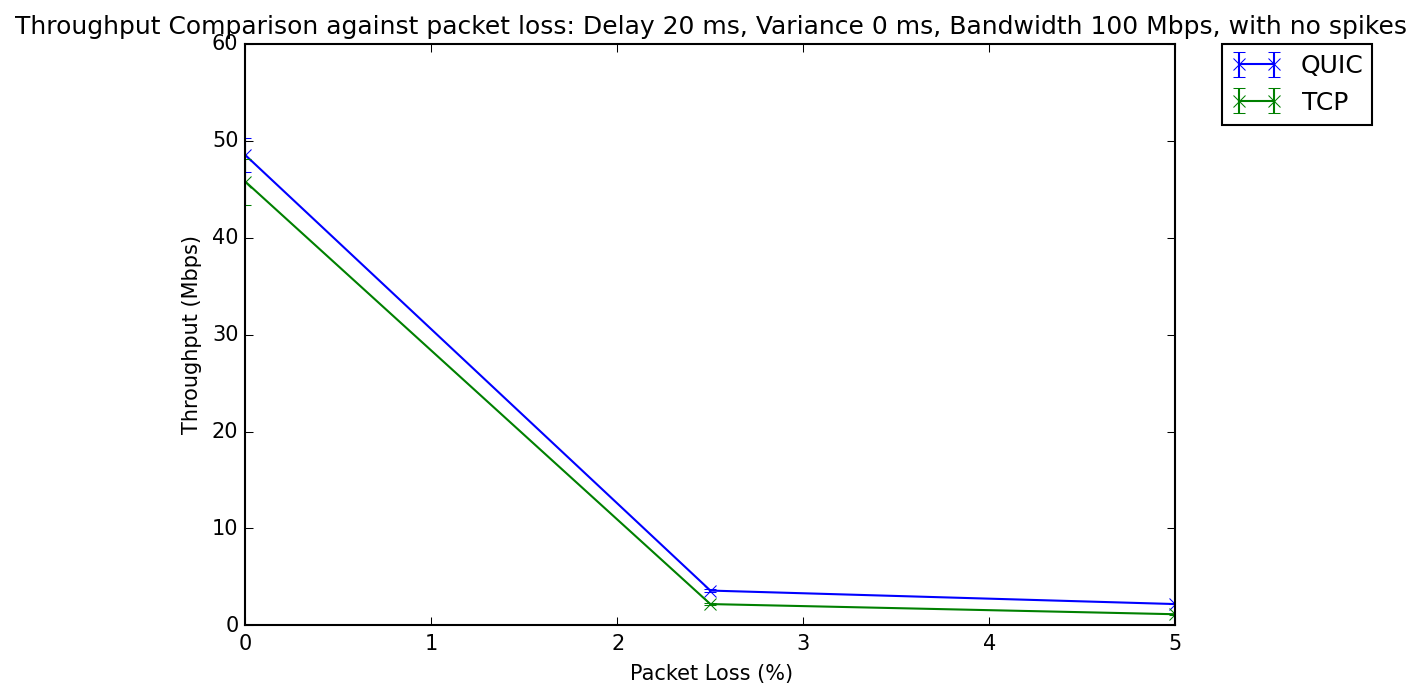 Throughput Comparison against packet loss: Delay 20 ms, Variance 0 ms, Bandwidth 100 Mbps, with no spikes
QUIC
TCP
60
50
40
30
20
10
0
Throughput (Mbps)
0 1 2 3 4 5
Packet Loss (%)